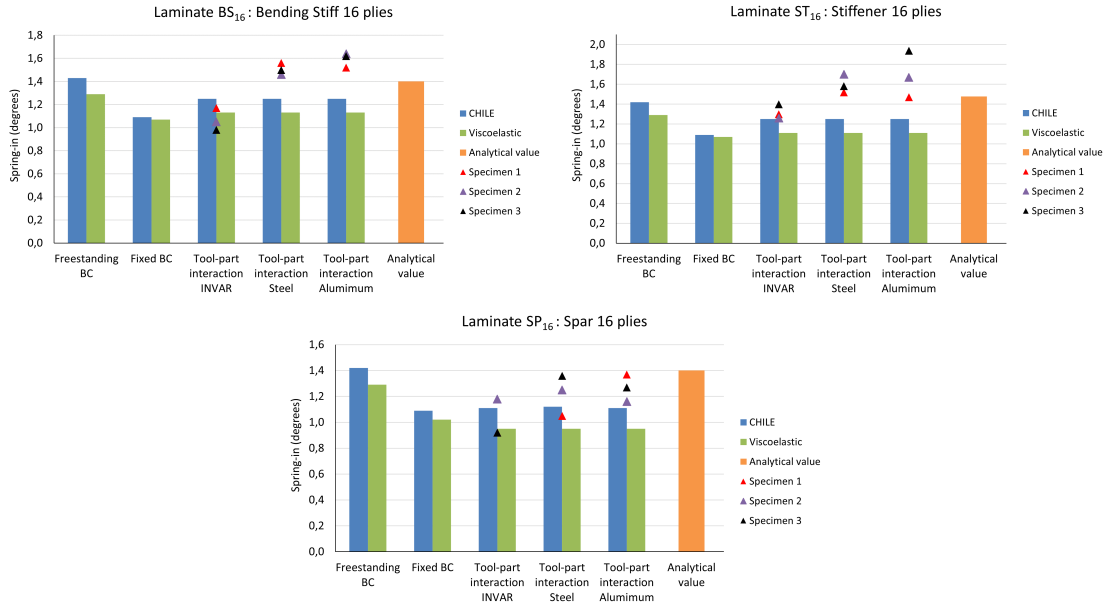 Laminate BS16 : Bending Stiff 16 plies
Spring-in (degrees)
1,8
1,6
1,4
1,2
1,0
0,8
0,6
0,4
0,2
0,0
Freestanding
BC
Fixed BC
Tool-part
interaction
INVAR
Tool-part
interaction
Steel
Tool-part
interaction
Alumimum
Analytical
value
CHILE
Viscoelastic
Analytical value
Specimen 1
Specimen 2
Specimen 3
Laminate ST16 : Stiffener 16 plies
Spring-in (degrees)
2,0
1,8
1,6
1,4
1,2
1,0
0,8
0,6
0,4
0,2
0,0
Freestanding
BC
Fixed BC
Tool-part
interaction
INVAR
Tool-part
interaction
Steel
Tool-part
interaction
Alumimum
Analytical
value
CHILE
Viscoelastic
Analytical value
Specimen 1
Specimen 2
Specimen 3
Laminate SP16 : Spar 16 plies
Spring-in (degrees)
1,6
1,4
1,2
1,0
0,8
0,6
0,4
0,2
0,0
Freestanding
BC
Fixed BC
Tool-part
interaction
INVAR
Tool-part
interaction
Steel
Tool-part
interaction
Alumimum
Analytical
value
CHILE
Viscoelastic
Analytical value
Specimen 1
Specimen 2
Specimen 3